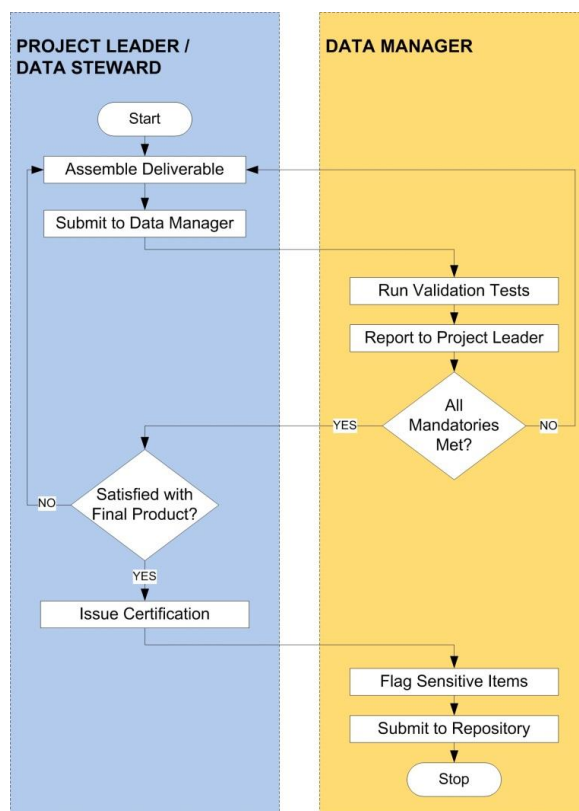 PROJECT LEADER /
DATA STEWARD
DATA MANAGER
Start
Assemble Deliverable
Submit to Data Manager
Run Validation Tests
Report to Project Leader
All
Mandatories
Met?
YES
NO
Satisfied with
Final Product?
NO
YES
Issue Certification
Flag Sensitive Items
Submit to Repository
Stop